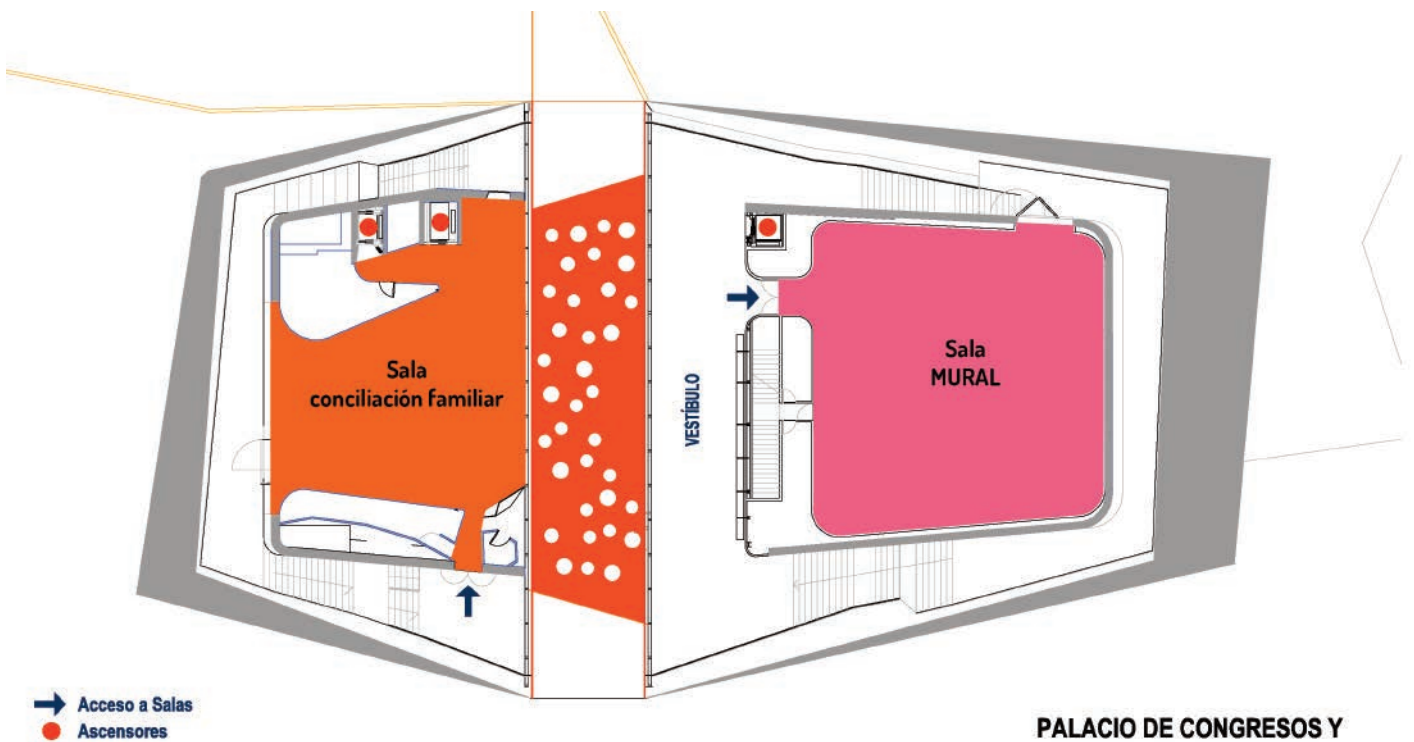 Sala
conciliación familiar
VESTÍBULO
Sala
MURAL
Acceso a Salas
Ascensores
PALACIO DE CONGRESOS Y